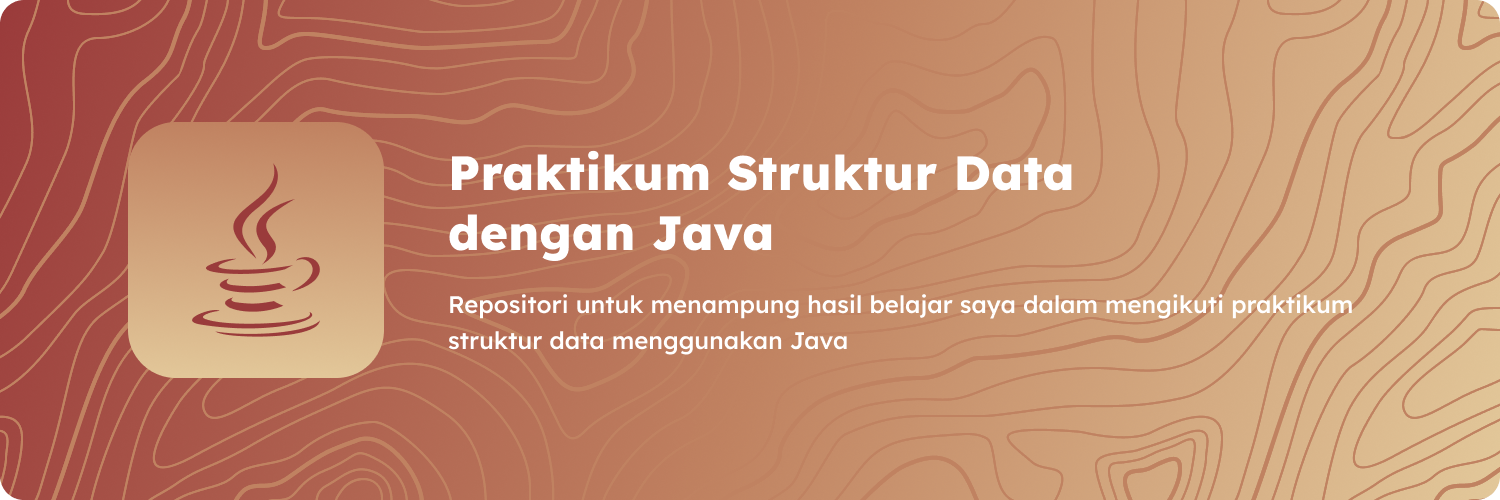 Praktikum Struktur Data
dengan Java
Repositori untuk menampung hasil belajar saya dalam mengikuti praktikum
struktur data menggunakan Java